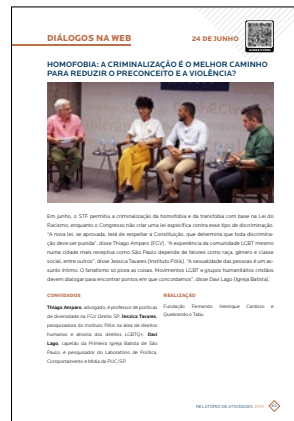 DIÁLOGOS NA WEB
24 DE JUNHO
HOMOFOBIA: A CRIMINALIZAÇÃO É O MELHOR CAMINHO
PARA REDUZIR O PRECONCEITO E A VIOLÊNCIA?
Em junho, o STF permitiu a criminalização da homofobia e da transfobia com base na Lei do
Racismo, enquanto o Congresso não criar uma lei específica contra esse tipo de discriminação.
"A nova lei, se aprovada, terá de respeitar a Constituição, que determina que toda discrimina-
ção deve ser punida", disse Thiago Amparo (FGV). "A experiência da comunidade LGBT mesmo
numa cidade mais receptiva como São Paulo depende de fatores como raça, gênero e classe
social, entre outros", disse Jessica Tavares (Instituto Pólis). "A sexualidade das pessoas é um as-
sunto íntimo. O fanatismo só piora as coisas. Movimentos LGBT e grupos humanitários cristãos
devem dialogar para encontrar pontos em que concordamos", disse Davi Lago (Igreja Batista).
CONVIDADOS
Thiago Amparo, advogado, é professor de políticas
de diversidade na FGV Direito SP. Jessica Tavares,
pesquisadora do Instituto Pólis na área de direitos
humanos e ativista dos direitos LGBTQ+. Davi
Lago, capelão da Primeira Igreja Batista de São
Paulo, é pesquisador do Laboratório de Política,
Comportamento e Mídia da PUC/SP.
REALIZAÇÃO
Fundação Fernando Henrique Cardoso e
Quebrando o Tabu.
RELATÓRIO DE ATIVIDADES 2019